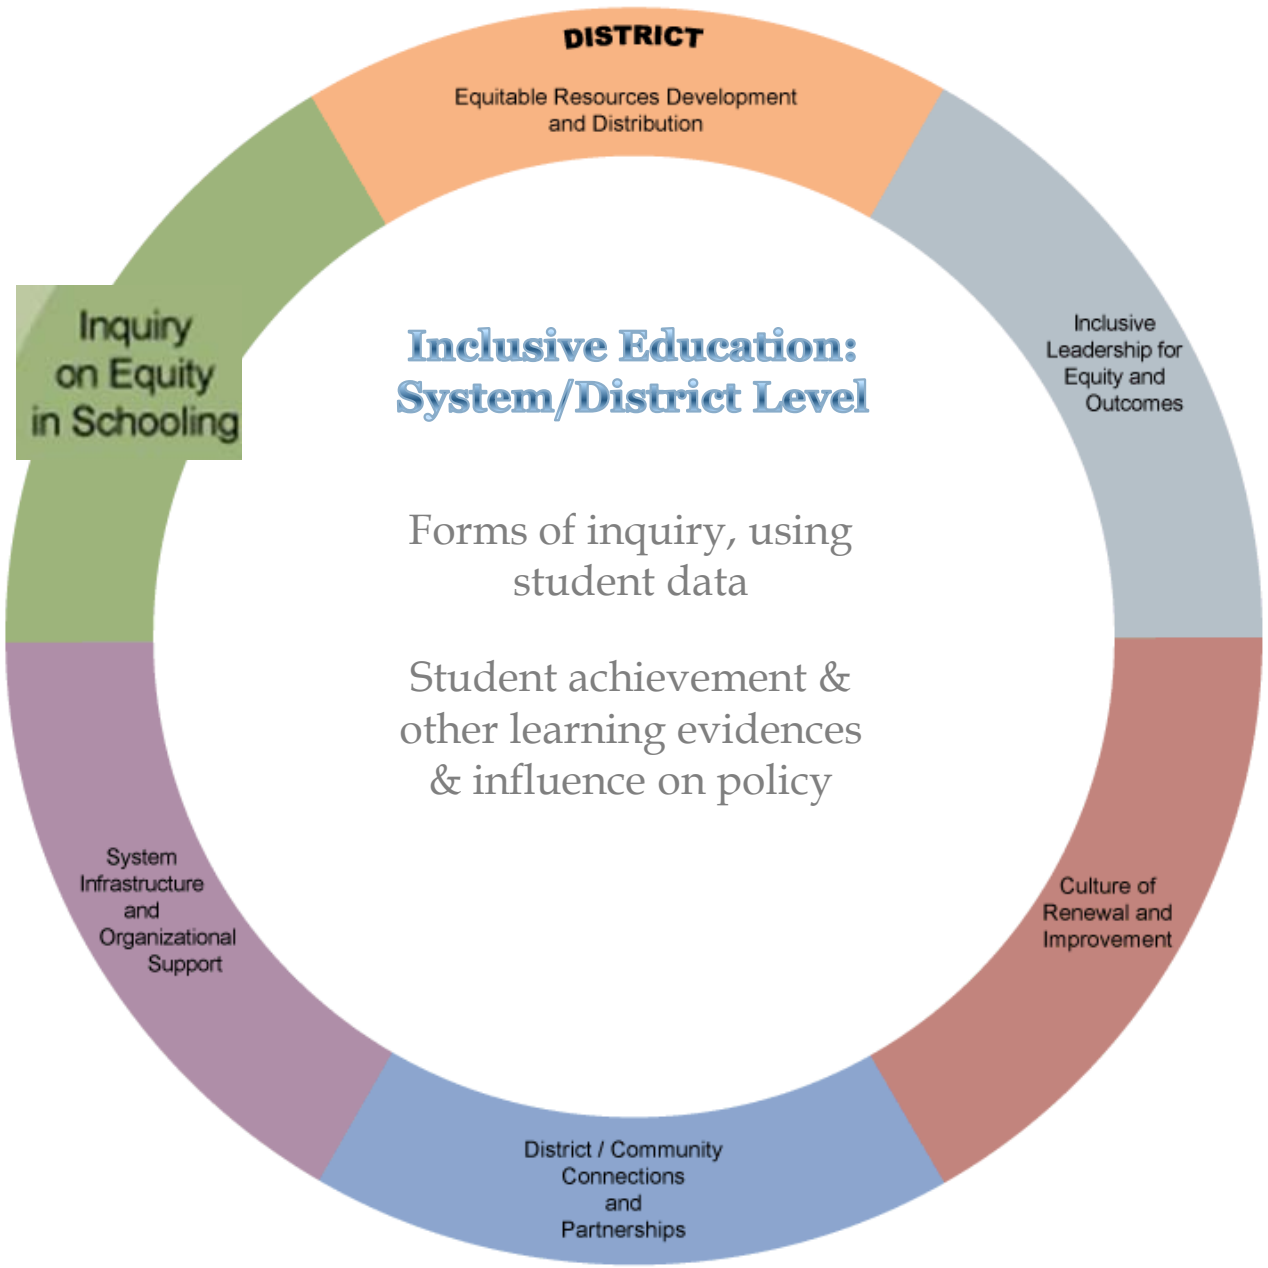 DISTRICT
Equitable Resources Development
and Distribution
Inclusive
Leadership for
Equity and
Outcomes
Inquiry
on Equity
in Schooling
Inclusive Education:
System/District Level
Forms of inquiry, using
student data
Student achievement &
other learning evidences
& influence on policy
System
Infrastructure
and
Organizational
Support
Culture of
Renewal and
Improvement
District / Community
Connections
and
Partnerships